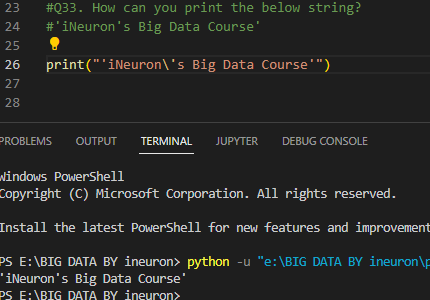 23 #Q33. How can you print the below string?
24 #'iNeuron's Big Data Course'
25
26 print("'iNeuron\'s Big Data Course'")
27
28
PROBLEMS OUTPUT TERMINAL JUPYTER DEBUG CONSOLE
Windows PowerShell
Copyright (C) Microsoft Corporation. All rights reserved.
Install the latest PowerShell for new features and improvement
PS E:\BIG DATA BY ineuron> python -u "e:\BIG DATA BY ineuron\p
'iNeuron's Big Data Course'
PS E:\BIG DATA BY ineuron>